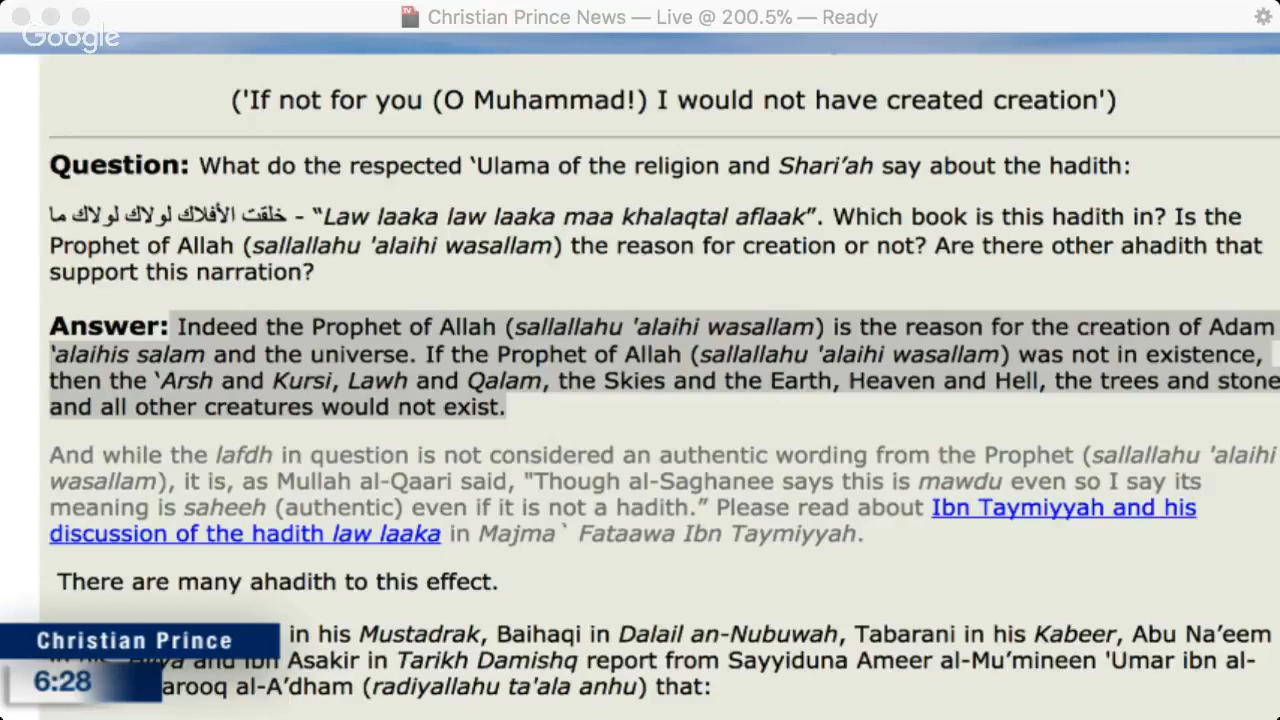 Christian Prince News — Live @ 200.5% — Ready
Google
('If not for you (O Muhammad!) I would not have created creation')
Question: What do the respected ‘Ulama of the religion and Shari’ah say about the hadith:
خلقت الأفلاك لولاك لولاك ما - “Law laaka law laaka maa khalaqtal aflaak”. Which book is this hadith in? Is the
Prophet of Allah (sallallahu 'alaihi wasallam) the reason for creation or not? Are there other ahadith that
support this narration?
Answer: Indeed the Prophet of Allah (sallallahu 'alaihi wasallam) is the reason for the creation of Adam
‘alaihis salam and the universe. If the Prophet of Allah (sallallahu 'alaihi wasallam) was not in existence,
then the ‘Arsh and Kursi, Lawh and Qalam, the Skies and the Earth, Heaven and Hell, the trees and stone
and all other creatures would not exist.
And while the lafdh in question is not considered an authentic wording from the Prophet (sallallahu 'alaihi
wasallam), it is, as Mullah al-Qaari said, "Though al-Saghanee says this is mawdu even so I say its
meaning is saheeh (authentic) even if it is not a hadith.” Please read about Ibn Taymiyyah and his
discussion of the hadith law laaka in Majma` Fataawa Ibn Taymiyyah.
There are many ahadith to this effect.
in his Mustadrak, Baihaqi in Dalail an-Nubuwah, Tabarani in his Kabeer, Abu Na’eem
and Ibn Asakir in Tarikh Damishq report from Sayyiduna Ameer al-Mu’mineen 'Umar ibn al-
arooq al-A’dham (radiyallahu ta'ala anhu) that:
Christian Prince
6:28